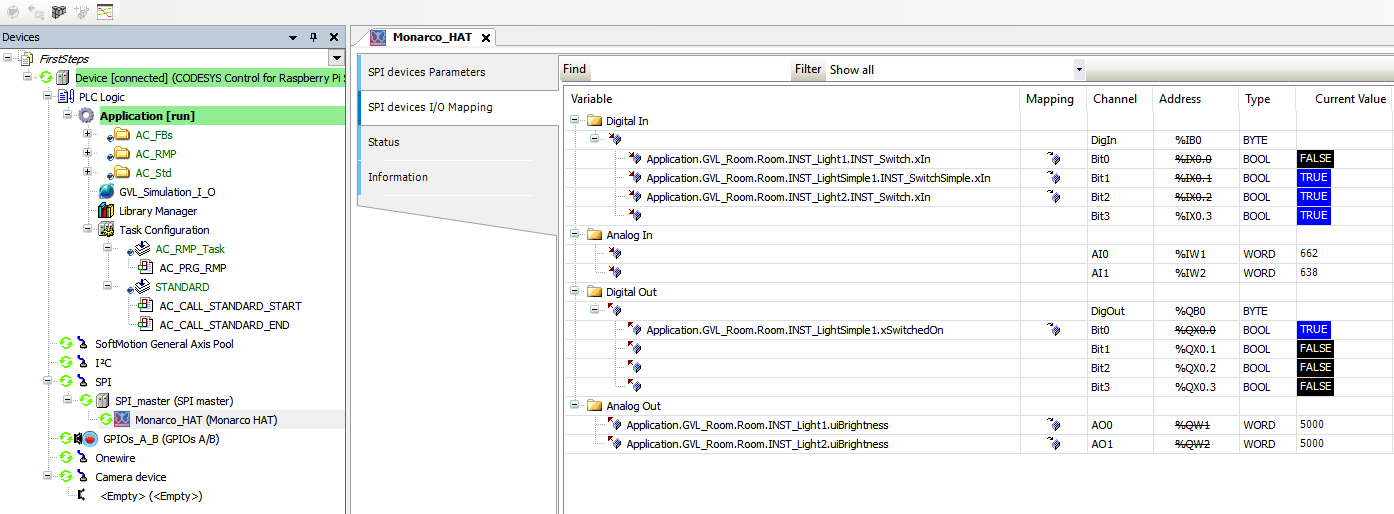 Devices
FirstSteps
Device [connected] (CODESYS Control for Raspberry Pi
PLC Logic
Application [run]
AC_FBs
AC_RMP
AC_Std
GVL_Simulation_I_O
Library Manager
Task Configuration
AC_RMP_Task
AC_PRG_RMP
STANDARD
AC_CALL_STANDARD_START
AC_CALL_STANDARD_END
SoftMotion General Axis Pool
I²C
SPI
SPI_master (SPI master)
Monarco_HAT (Monarco HAT)
GPIOs_A_B (GPIOs A/B)
Onewire
Camera device
<Empty> (<Empty>)
Monarco_HAT
SPI devices Parameters
SPI devices I/O Mapping
Status
Information
Find Filter Show all
Variable Mapping Channel Address Type Current Value
Digital In
DigIn %IB0 BYTE
Application.GVL_Room.Room.INST_Light1.INST_Switch.xIn Bit0 %IX0.0 BOOL FALSE
Application.GVL_Room.Room.INST_LightSimple1.INST_SwitchSimple.xIn Bit1 %IX0.1 BOOL TRUE
Application.GVL_Room.Room.INST_Light2.INST_Switch.xIn Bit2 %IX0.2 BOOL TRUE
Bit3 %IX0.3 BOOL TRUE
Analog In
AI0 %IW1 WORD 662
AI1 %IW2 WORD 638
Digital Out
DigOut %QB0 BYTE
Application.GVL_Room.Room.INST_LightSimple1.xSwitchedOn Bit0 %QX0.0 BOOL TRUE
Bit1 %QX0.1 BOOL FALSE
Bit2 %QX0.2 BOOL FALSE
Bit3 %QX0.3 BOOL FALSE
Analog Out
Application.GVL_Room.Room.INST_Light1.uiBrightness AO0 %QW1 WORD 5000
Application.GVL_Room.Room.INST_Light2.uiBrightness AO1 %QW2 WORD 5000